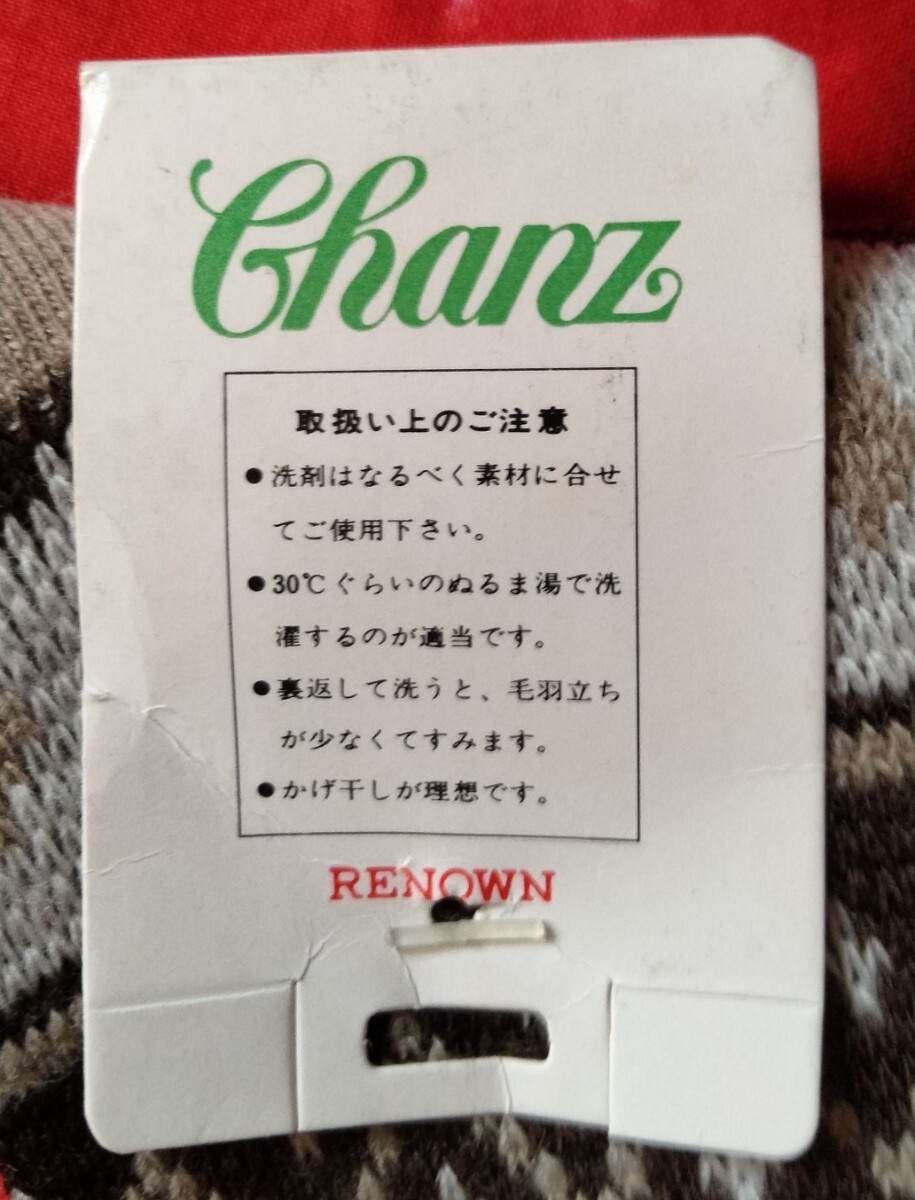 Chanz
取扱い上のご注意
●洗剤はなるべく素材に合せ
てご使用下さい。
●30℃ぐらいのぬるま湯で洗
濯するのが適当です。
●裏返して洗うと、毛羽立ち
が少なくてすみます。
●かげ干しが理想です。
RENOWN